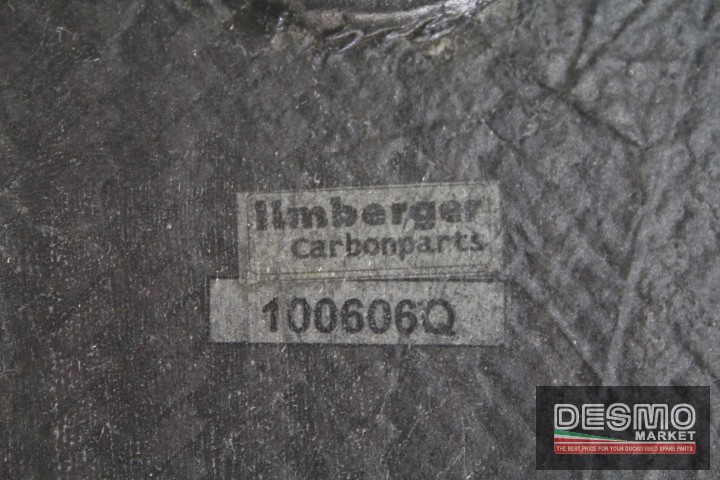 ilmberger
carbonparts
100606Q
DESMO
MARKET
THE BEST PRICE FOR YOUR DUCATI USED SPARE PARTS